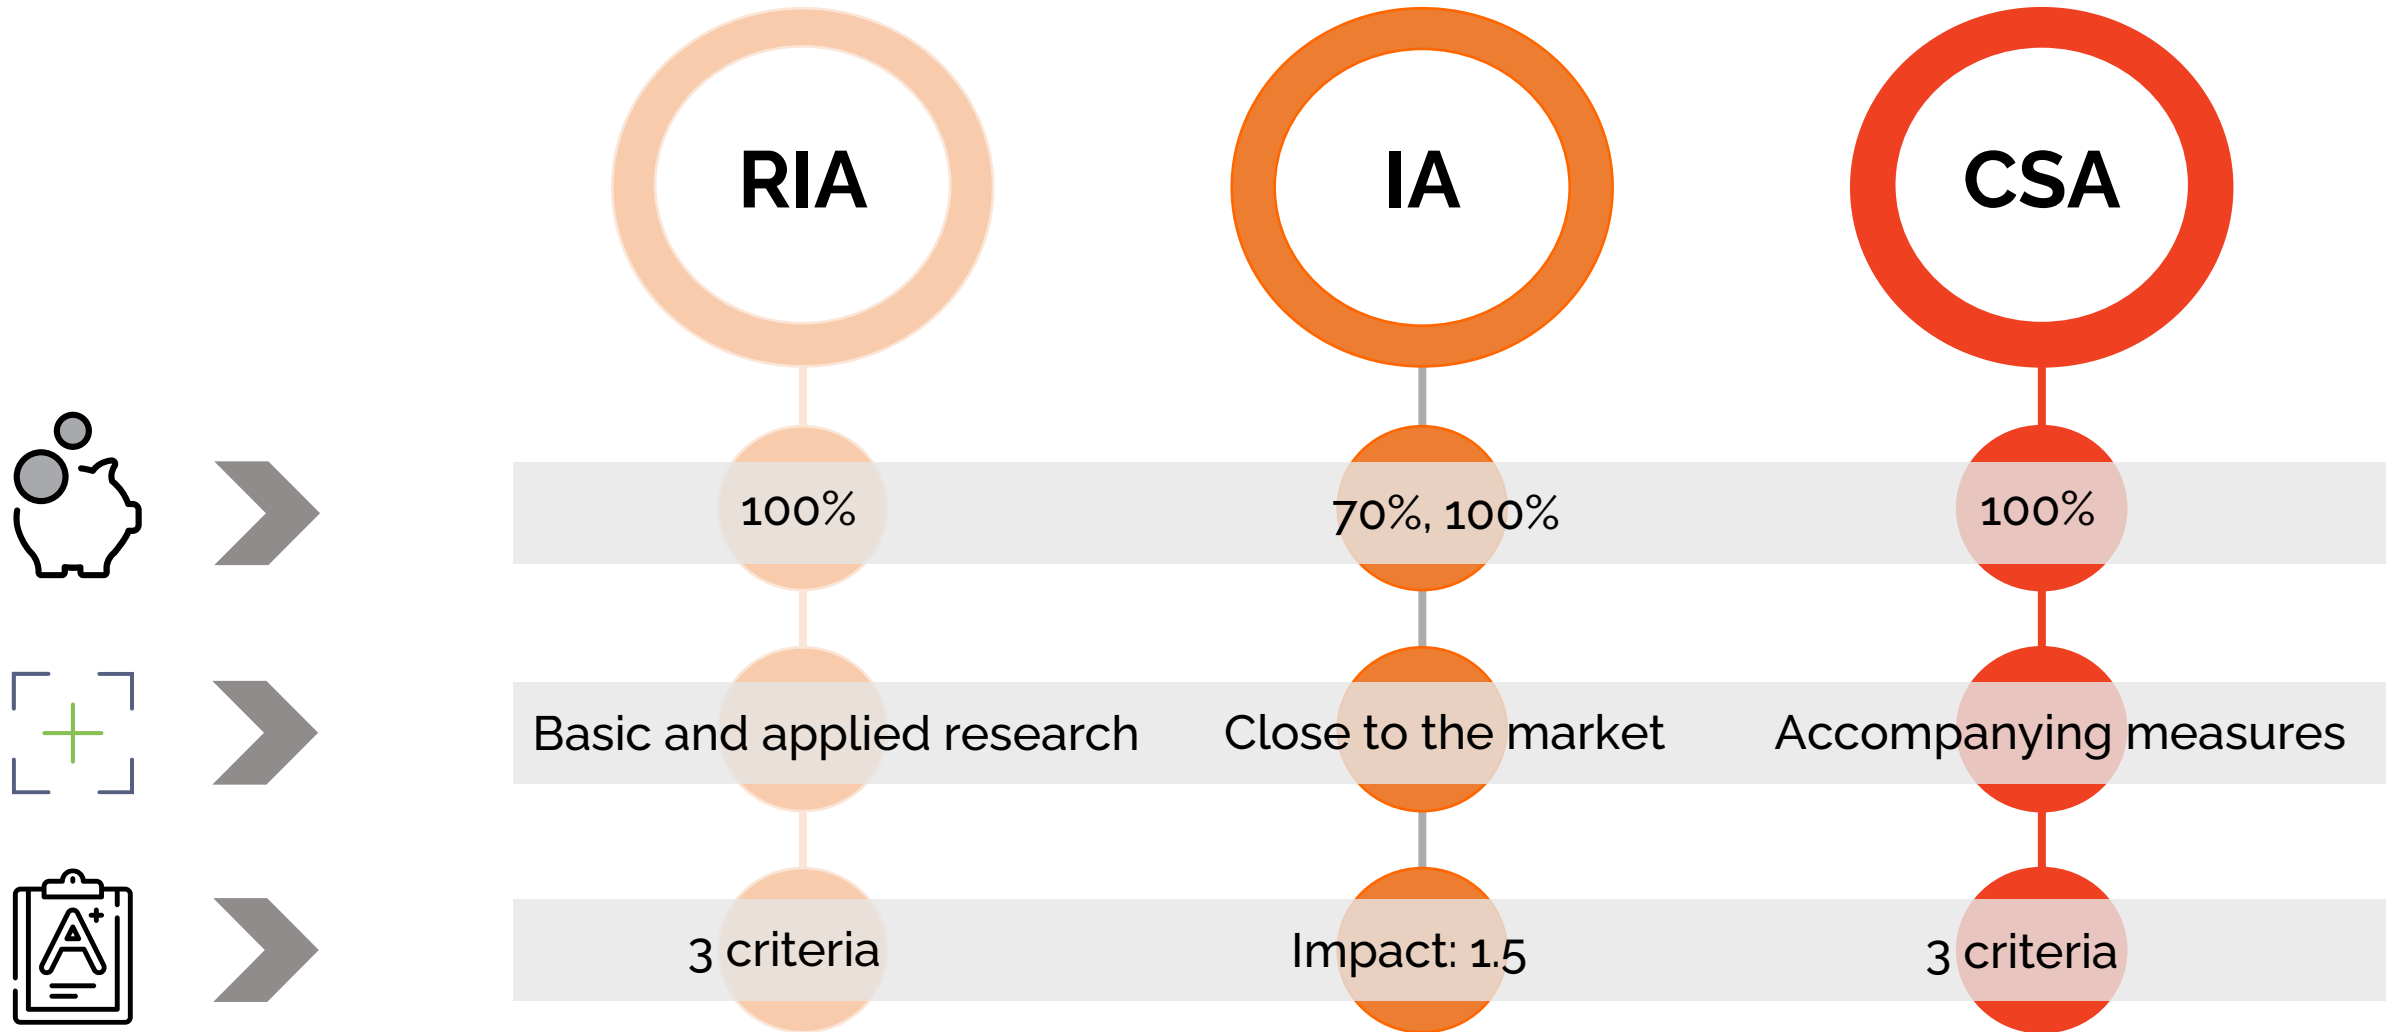 RIA
IA
CSA
100%
70%, 100%
100%
Basic and applied research
Close to the market
Accompanying measures
A+
3 criteria
Impact: 1.5
3 criteria